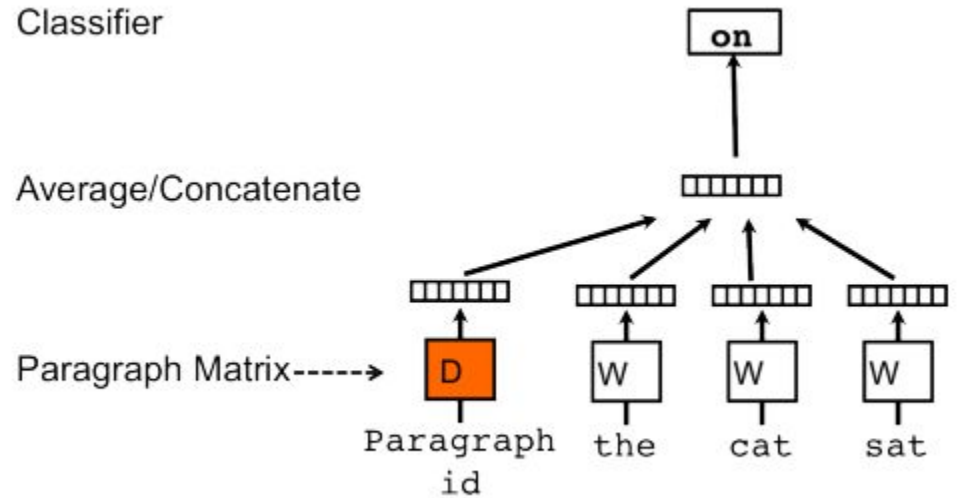 Classifier
on
Average/Concatenate
Paragraph Matrix
D
W
W
W
Paragraph
id
the
cat
sat